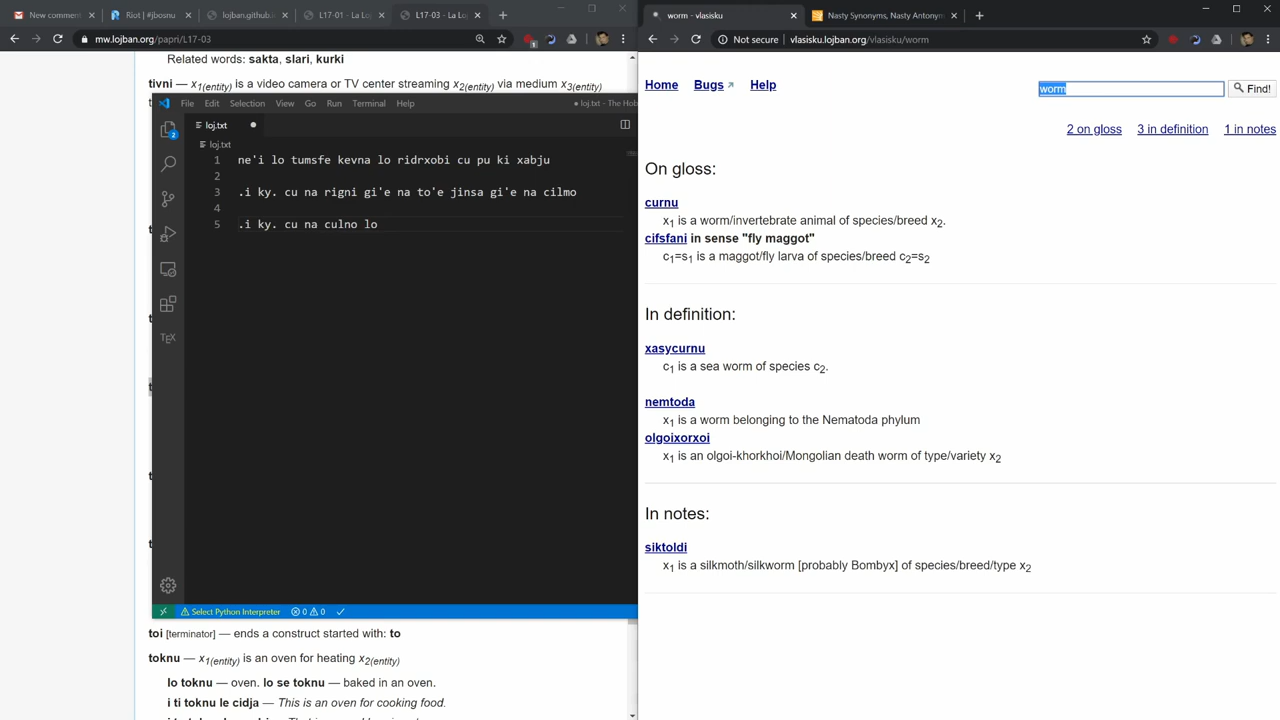 New comment
Riot | #jbosnu
lojban.github.i
L17-01 - La Loj
L17-03 - La Loj
mw.lojban.org/papri/L17-03
Related words: sakta, slari, kurki
tivni — x1(entity) is a video camera or TV center streaming x2(entity) via medium x3(entity)
File Edit Selection View Go Run Terminal Help
● loj.txt - The Hob
loj.txt
loj.txt
1 ne'i lo tumsfe kevna lo ridrxobi cu pu ki xabju
2
3 .i ky. cu na rigni gi'e na to'e jinsa gi'e na cilmo
4
5 .i ky. cu na culno lo
TEX
2
Select Python Interpreter 0 0
toi [terminator] — ends a construct started with: to
toknu — x1(entity) is an oven for heating x2(entity)
lo toknu — oven. lo se toknu — baked in an oven.
i ti toknu le cidja — This is an oven for cooking food.
worm - vlasisku
Nasty Synonyms, Nasty Antonym
Not secure | vlasisku.lojban.org/vlasisku/worm
Home Bugs Help
worm
Find!
2 on gloss 3 in definition 1 in notes
On gloss:
curnu
x1 is a worm/invertebrate animal of species/breed x2.
cifsfani in sense "fly maggot"
c1=s1 is a maggot/fly larva of species/breed c2=s2
In definition:
xasycurnu
c1 is a sea worm of species c2.
nemtoda
x1 is a worm belonging to the Nematoda phylum
olgoixorxoi
x1 is an olgoi-khorkhoi/Mongolian death worm of type/variety x2
In notes:
siktoldi
x1 is a silkmoth/silkworm [probably Bombyx] of species/breed/type x2